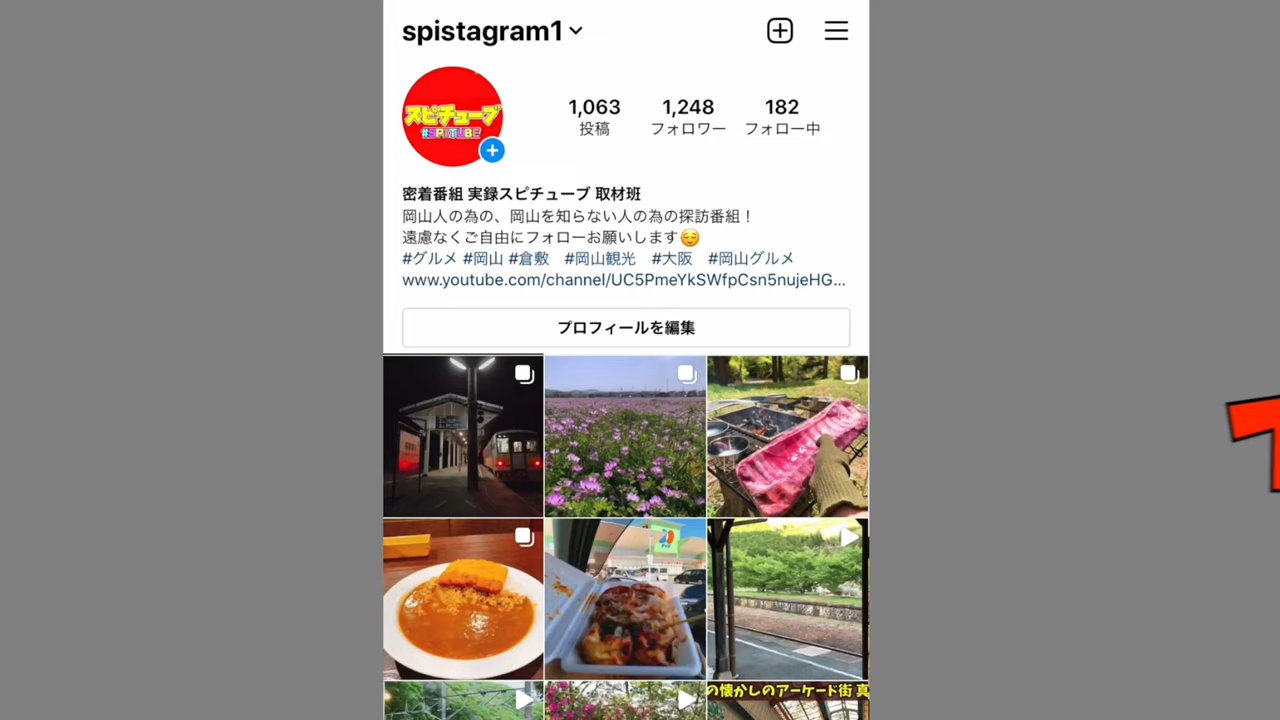 spistagram1
スピチューブ
#SPITUBE
1,063
投稿
1,248
フォロワー
182
フォロー中
密着番組 実録スピチューブ 取材班
岡山人の為の、岡山を知らない人の為の探訪番組！
遠慮なくご自由にフォローお願いします😌
#グルメ #岡山 #倉敷　#岡山観光　#大阪　#岡山グルメ
www.youtube.com/channel/UC5PmeYkSWfpCsn5nujeHG...
プロフィールを編集
の懐かしのアーケード街 真